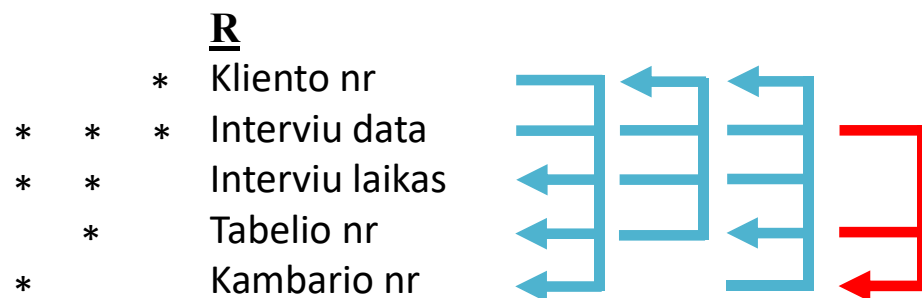 R
* Kliento nr
* * * Interviu data
* * Interviu laikas
* Tabelio nr
* Kambario nr